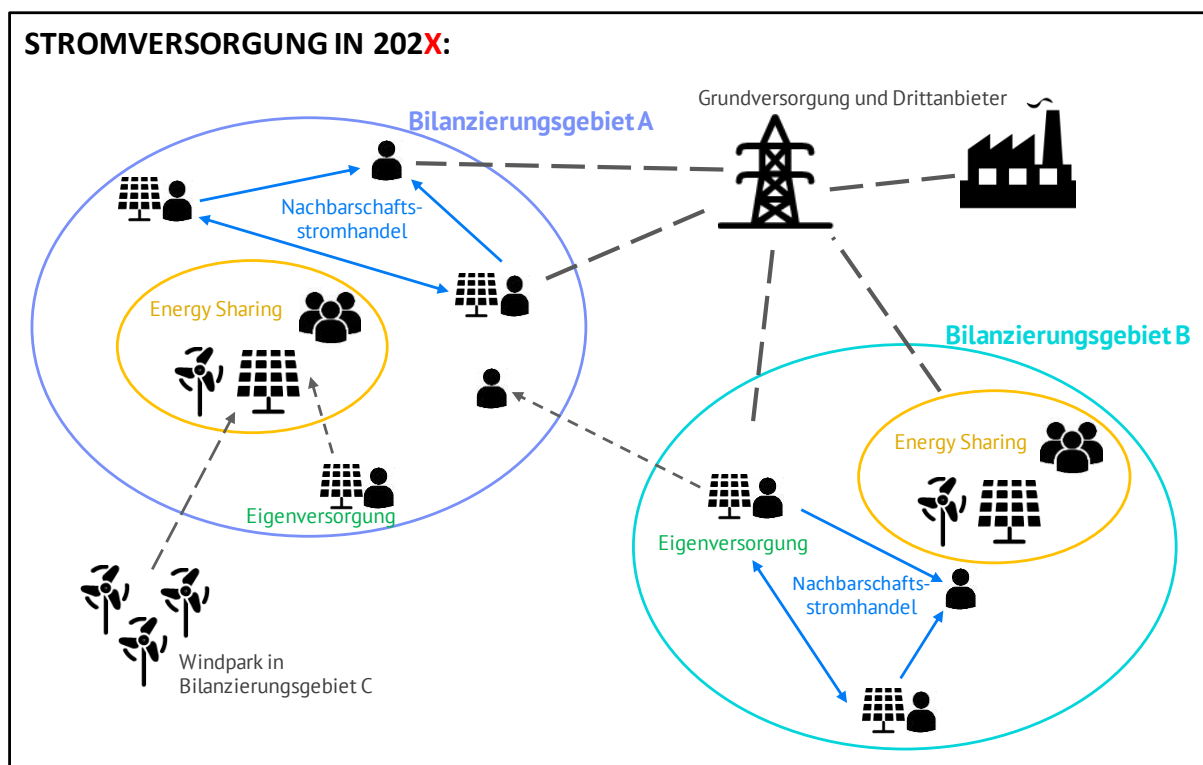 STROMVERSORGUNG IN 202X:
Grundversorgung und Drittanbieter
Bilanzierungsgebiet A
Nachbarschafts-
stromhandel
Energy Sharing
Bilanzierungsgebiet B
Energy Sharing
Eigenversorgung
Eigenversorgung
Nachbarschafts-
stromhandel
Windpark in
Bilanzierungsgebiet C